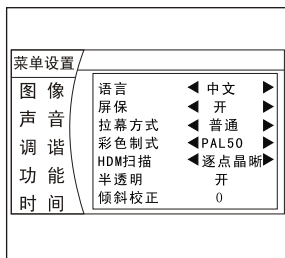 菜单设置
图 像
声 音
调 谐
功 能
时 间
语言 ◀ 中文 ▶
屏保 ◀ 开 ▶
拉幕方式 ◀ 普通 ▶
彩色制式 ◀PAL50 ▶
HDM扫描 ◀逐点晶晰▶
半透明 开
倾斜校正 0